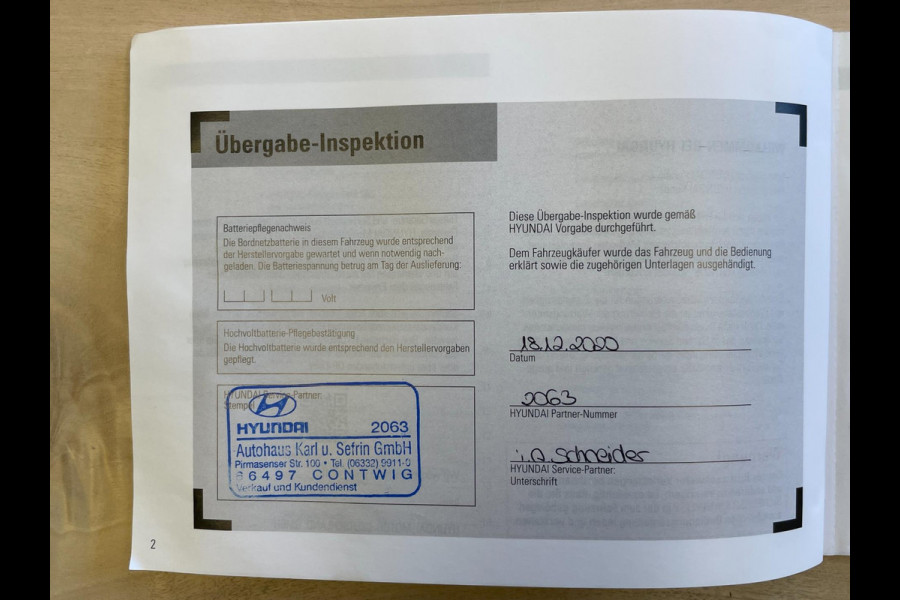 Übergabe-Inspektion
Batteriepflegenachweis
Die Bordnetzbatterie in diesem Fahrzeug wurde entsprechend
der Herstellervorgabe gewartet und wenn notwendig nach-
geladen. Die Batteriespannung betrug am Tag der Auslieferung:
Volt
Hochvoltbatterie-Pflegebestätigung
Die Hochvoltbatterie wurde entsprechend den Herstellervorgaben
gepflegt.
HYUNDAI Service-Partner:
Stempel
HYUNDAI 2063
Autohaus Karl u. Sefrin GmbH
Pirmasenser Str. 100 • Tel. (06332) 9911-0
66497 CONTWIG
Verkauf und Kundendienst
Diese Übergabe-Inspektion wurde gemäß
HYUNDAI Vorgabe durchgeführt.
Dem Fahrzeugkäufer wurde das Fahrzeug und die Bedienung
erklärt sowie die zugehörigen Unterlagen ausgehändigt.
18.12.2020
Datum
2063
HYUNDAI Partner-Nummer
i.A. Schneider
HYUNDAI Service-Partner:
Unterschrift
2